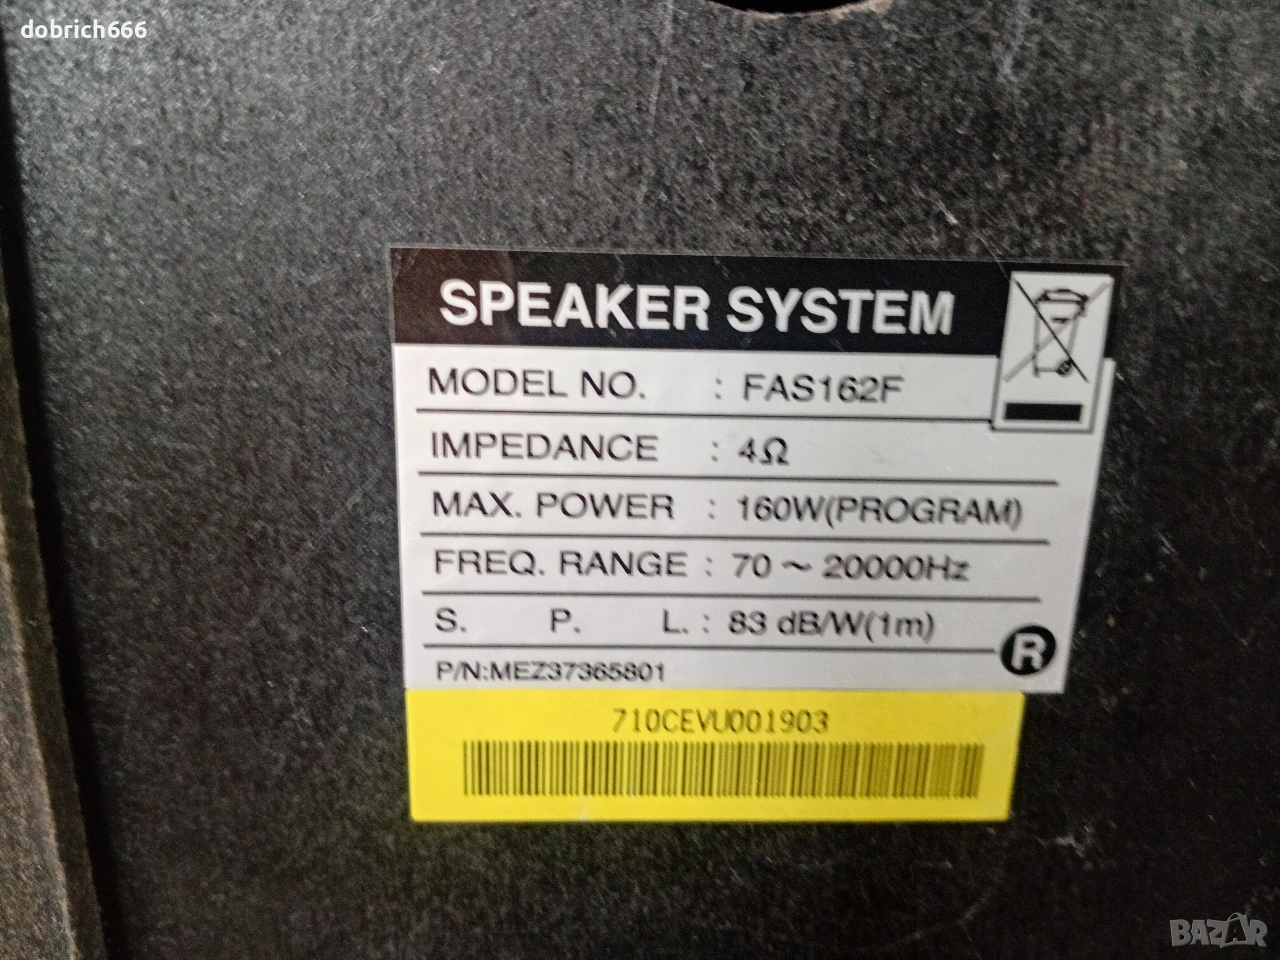 dobrich666
SPEAKER SYSTEM
MODEL NO. : FAS162F
IMPEDANCE : 4Ω
MAX. POWER : 160W(PROGRAM)
FREQ. RANGE : 70 ~ 20000Hz
S. P. L. : 83 dB/W(1m)
P/N:MEZ37365801
R
710CEVU001903
BAZAR